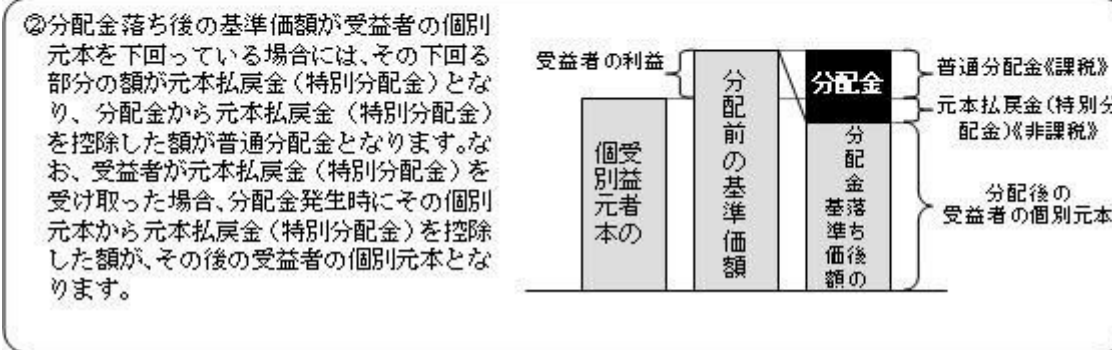 ②分配金落ち後の基準価額が受益者の個別
元本を下回っている場合には、その下回る
部分の額が元本払戻金（特別分配金）とな
り、分配金から元本払戻金（特別分配金）
を控除した額が普通分配金となります。な
お、受益者が元本払戻金（特別分配金）を
受け取った場合、分配金発生時にその個別
元本から元本払戻金（特別分配金）を控除
した額が、その後の受益者の個別元本とな
ります。
受益者の利益
受益者の
個別元本
分配前の基準価額
分配金
分配金
落ち後の
基準価額
普通分配金《課税》
元本払戻金（特別分
配金）《非課税》
分配後の
受益者の個別元本